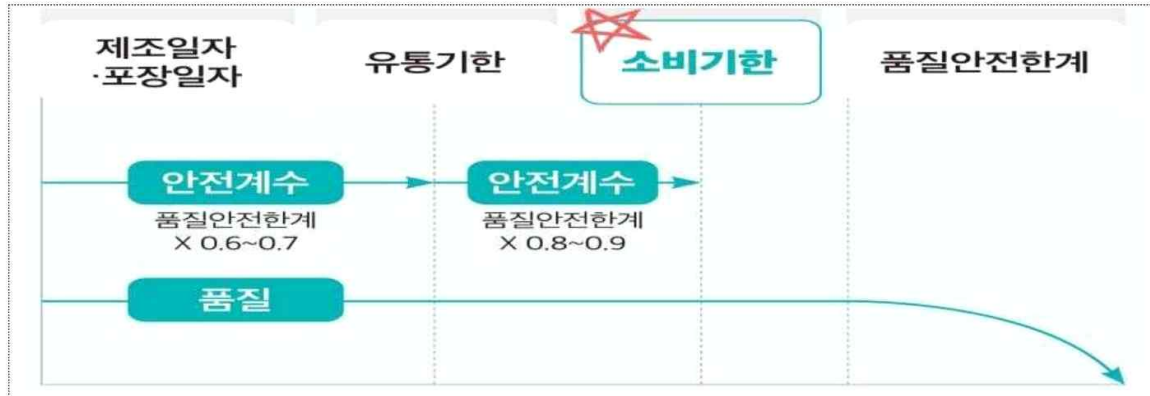 제조일자
·포장일자
유통기한
소비기한
품질안전한계
안전계수
품질안전한계
× 0.6~0.7
안전계수
품질안전한계
× 0.8~0.9
품질